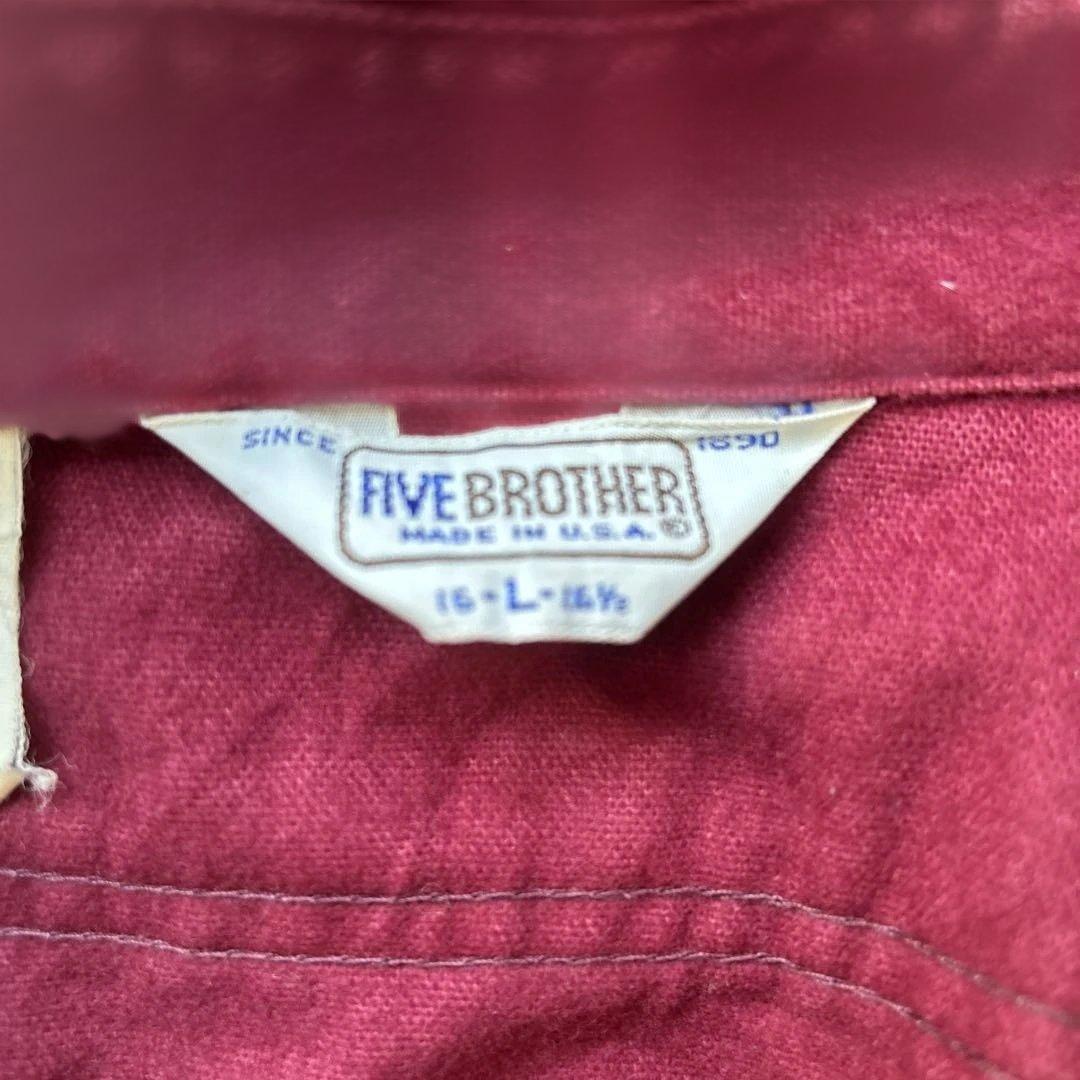 SINCE 1890
FIVE BROTHER
MADE IN U.S.A. ©
16-L-16½